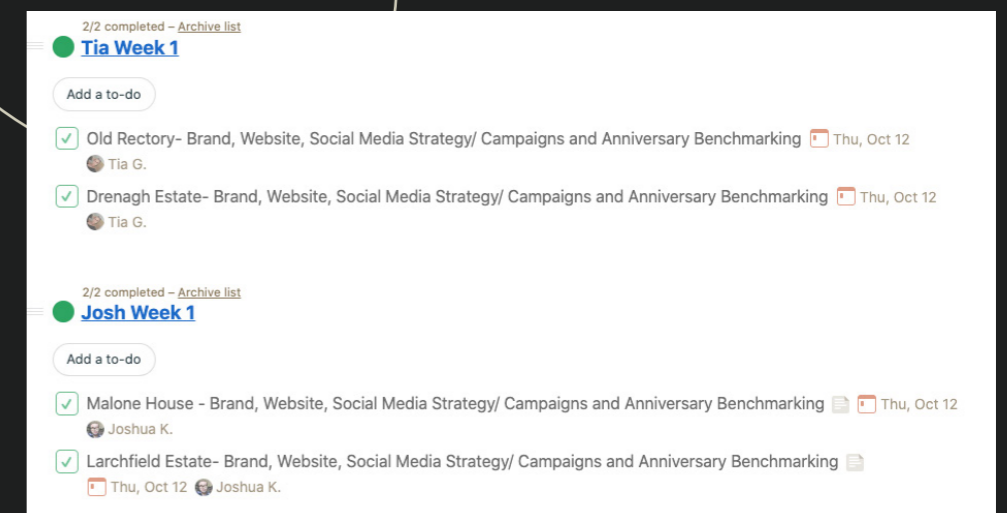 2/2 completed – Archive list
Tia Week 1
Add a to-do
Old Rectory- Brand, Website, Social Media Strategy/ Campaigns and Anniversary Benchmarking Thu, Oct 12
Tia G.
Drenagh Estate- Brand, Website, Social Media Strategy/ Campaigns and Anniversary Benchmarking Thu, Oct 12
Tia G.
2/2 completed – Archive list
Josh Week 1
Add a to-do
Malone House - Brand, Website, Social Media Strategy/ Campaigns and Anniversary Benchmarking Thu, Oct 12
Joshua K.
Larchfield Estate- Brand, Website, Social Media Strategy/ Campaigns and Anniversary Benchmarking
Thu, Oct 12 Joshua K.